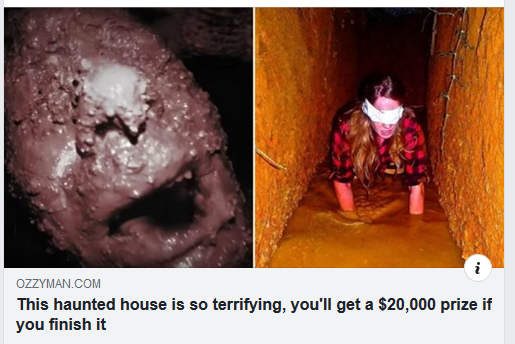 i
OZZYMAN.COM
This haunted house is so terrifying, you'll get a $20,000 prize if
you finish it